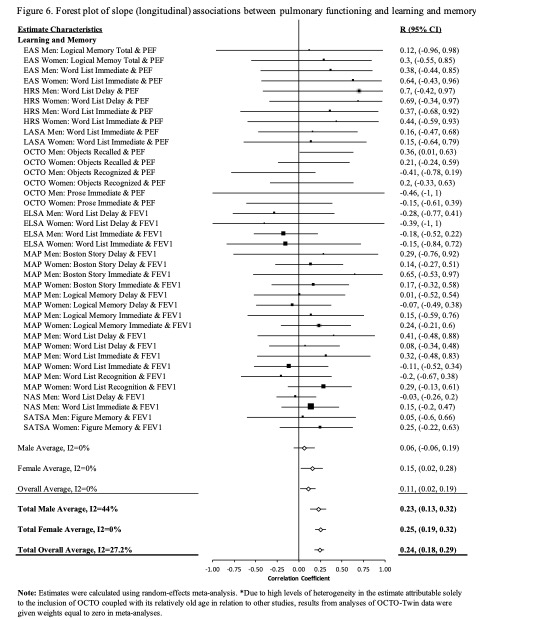 Figure 6. Forest plot of slope (longitudinal) associations between pulmonary functioning and learning and memory
Estimate Characteristics R (95% CI)
Learning and Memory
EAS Men: Logical Memory Total & PEF 0.12, (-0.96, 0.98)
EAS Women: Logical Memoy Total & PEF 0.3, (-0.55, 0.85)
EAS Men: Word List Immediate & PEF 0.38, (-0.44, 0.85)
EAS Women: Word List Immediate & PEF 0.64, (-0.43, 0.96)
HRS Men: Word List Delay & PEF 0.7, (-0.42, 0.97)
HRS Women: Word List Delay & PEF 0.69, (-0.34, 0.97)
HRS Men: Word List Immediate & PEF 0.37, (-0.68, 0.92)
HRS Women: Word List Immediate & PEF 0.44, (-0.59, 0.93)
LASA Men: Word List Immediate & PEF 0.16, (-0.47, 0.68)
LASA Women: Word List Immediate & PEF 0.15, (-0.64, 0.79)
OCTO Men: Objects Recalled & PEF 0.36, (0.01, 0.63)
OCTO Women: Objects Recalled & PEF 0.21, (-0.24, 0.59)
OCTO Men: Objects Recognized & PEF -0.41, (-0.78, 0.19)
OCTO Women: Objects Recognized & PEF 0.2, (-0.33, 0.63)
OCTO Men: Prose Immediate & PEF -0.46, (-1, 1)
OCTO Women: Prose Immediate & PEF -0.15, (-0.61, 0.39)
ELSA Men: Word List Delay & FEV1 -0.28, (-0.77, 0.41)
ELSA Women: Word List Delay & FEV1 -0.39, (-1, 1)
ELSA Men: Word List Immediate & FEV1 -0.18, (-0.52, 0.22)
ELSA Women: Word List Immediate & FEV1 -0.15, (-0.84, 0.72)
MAP Men: Boston Story Delay & FEV1 0.29, (-0.76, 0.92)
MAP Women: Boston Story Delay & FEV1 0.14, (-0.27, 0.51)
MAP Men: Boston Story Immediate & FEV1 0.65, (-0.53, 0.97)
MAP Women: Boston Story Immediate & FEV1 0.17, (-0.32, 0.58)
MAP Men: Logical Memory Delay & FEV1 0.01, (-0.52, 0.54)
MAP Women: Logical Memory Delay & FEV1 -0.07, (-0.49, 0.38)
MAP Men: Logical Memory Immediate & FEV1 0.15, (-0.59, 0.76)
MAP Women: Logical Memory Immediate & FEV1 0.24, (-0.21, 0.6)
MAP Men: Word List Delay & FEV1 0.41, (-0.48, 0.88)
MAP Women: Word List Delay & FEV1 0.08, (-0.34, 0.48)
MAP Men: Word List Immediate & FEV1 0.32, (-0.48, 0.83)
MAP Women: Word List Immediate & FEV1 -0.11, (-0.52, 0.34)
MAP Men: Word List Recognition & FEV1 -0.2, (-0.67, 0.38)
MAP Women: Word List Recognition & FEV1 0.29, (-0.13, 0.61)
NAS Men: Word List Delay & FEV1 -0.03, (-0.26, 0.2)
NAS Men: Word List Immediate & FEV1 0.15, (-0.2, 0.47)
SATSA Men: Figure Memory & FEV1 0.05, (-0.6, 0.66)
SATSA Women: Figure Memory & FEV1 0.25, (-0.22, 0.63)
Male Average, I2=0% 0.06, (-0.06, 0.19)
Female Average, I2=0% 0.15, (0.02, 0.28)
Overall Average, I2=0% 0.11, (0.02, 0.19)
Total Male Average, I2=44% 0.23, (0.13, 0.32)
Total Female Average, I2=0% 0.25, (0.19, 0.32)
Total Overall Average, I2=27.2% 0.24, (0.18, 0.29)
-1.00 -0.75 -0.50 -0.25 0.00 0.25 0.50 0.75 1.00
Correlation Coefficient
Note: Estimates were calculated using random-effects meta-analysis. *Due to high levels of heterogeneity in the estimate attributable solely
to the inclusion of OCTO coupled with its relatively old age in relation to other studies, results from analyses of OCTO-Twin data were
given weights equal to zero in meta-analyses.